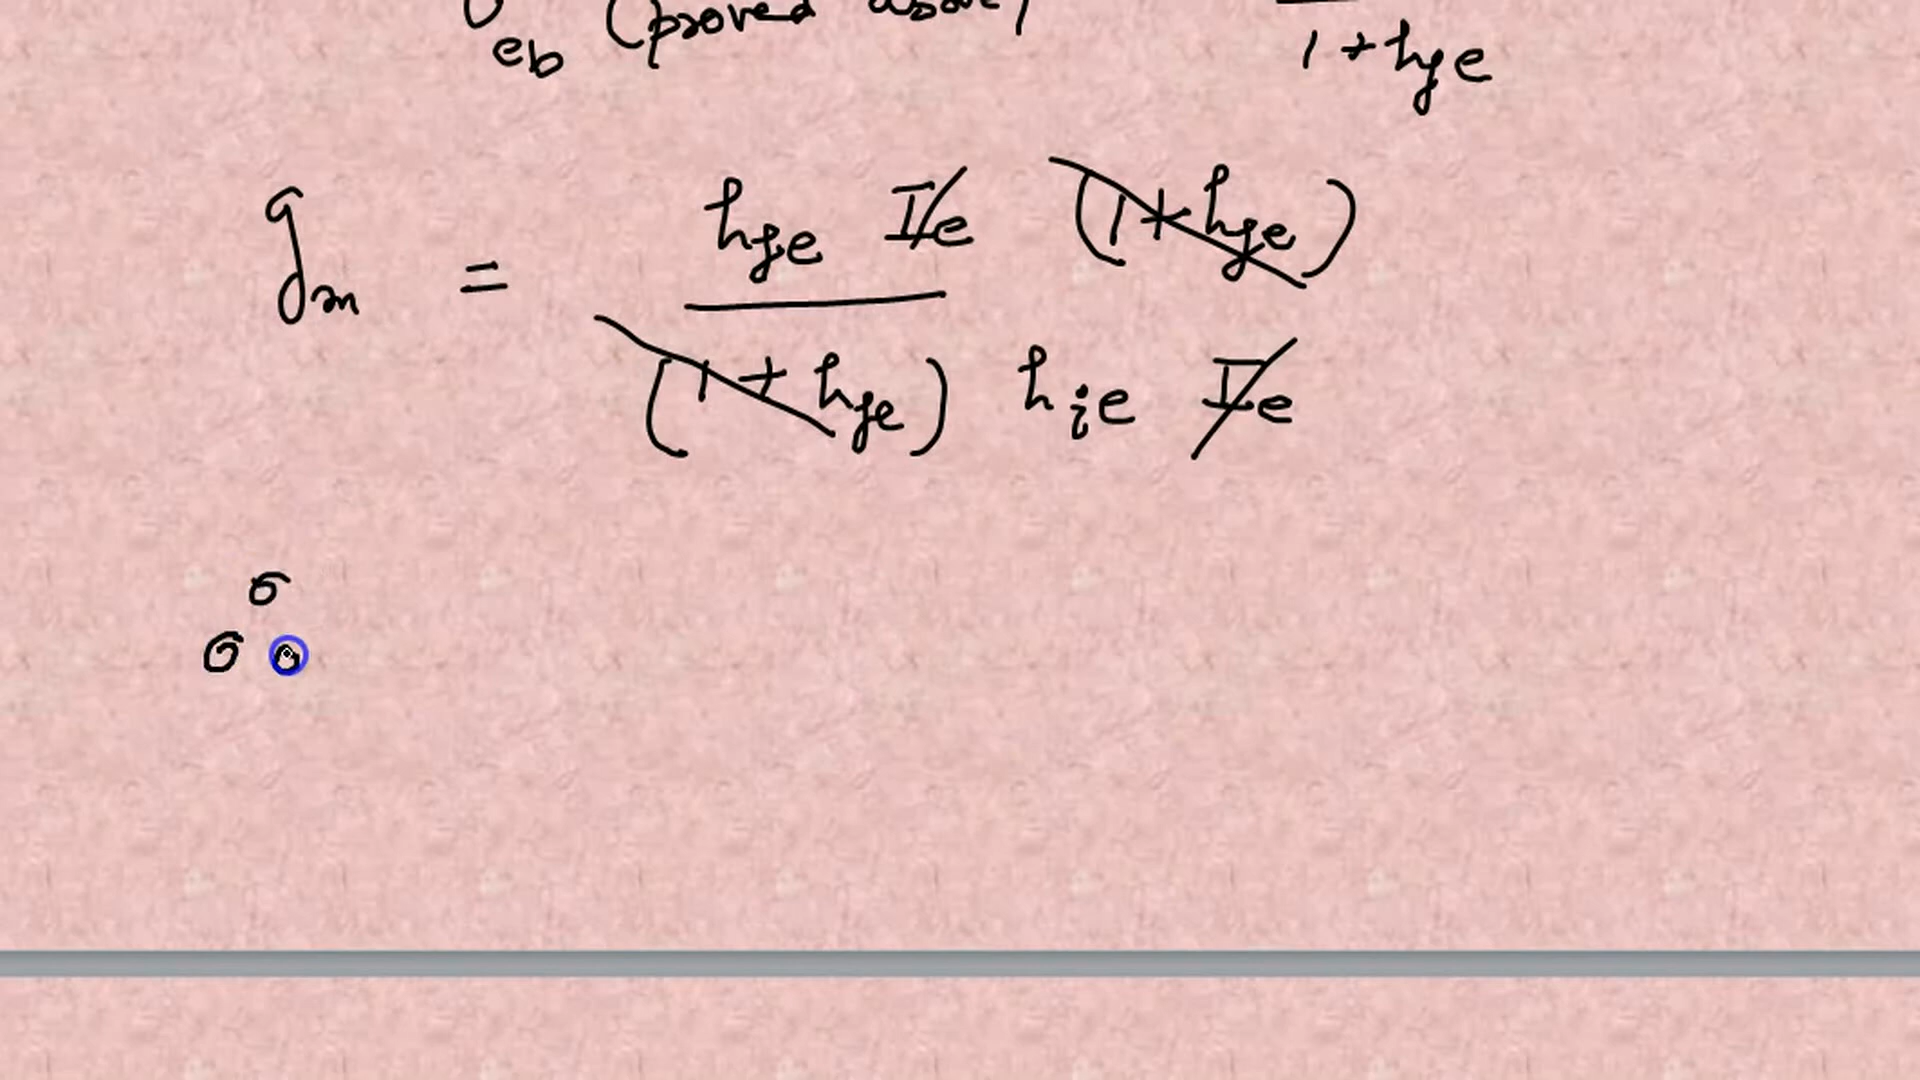 eb (proved above) 1 + hfe
gm = hfe Ie (1 + hfe)
(1 + hfe) hie Ie
∴